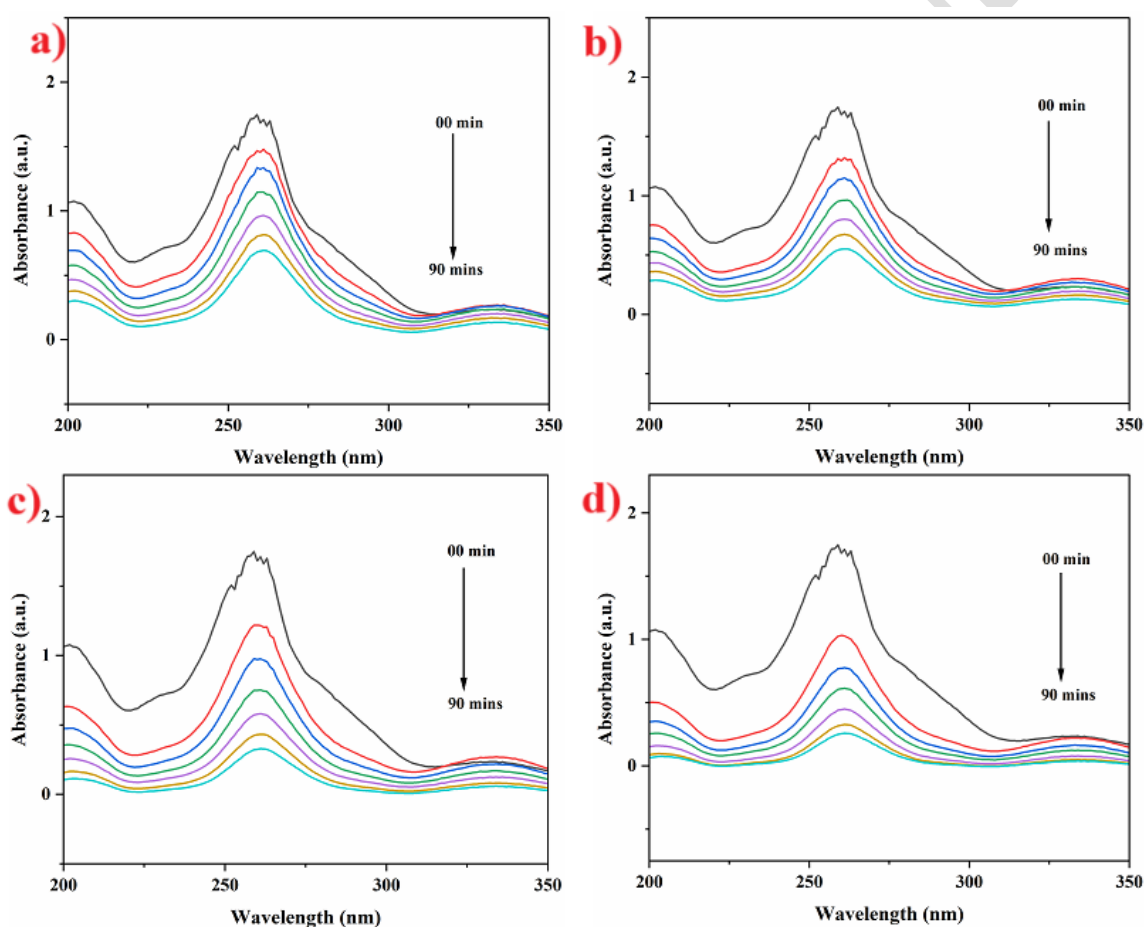 a)
2
1
0
Absorbance (a.u.)
00 min
90 mins
200
250
300
350
Wavelength (nm)
b)
2
1
0
Absorbance (a.u.)
00 min
90 mins
200
250
300
350
Wavelength (nm)
c)
2
1
0
Absorbance (a.u.)
00 min
90 mins
200
250
300
350
Wavelength (nm)
d)
2
1
0
Absorbance (a.u.)
00 min
90 mins
200
250
300
350
Wavelength (nm)